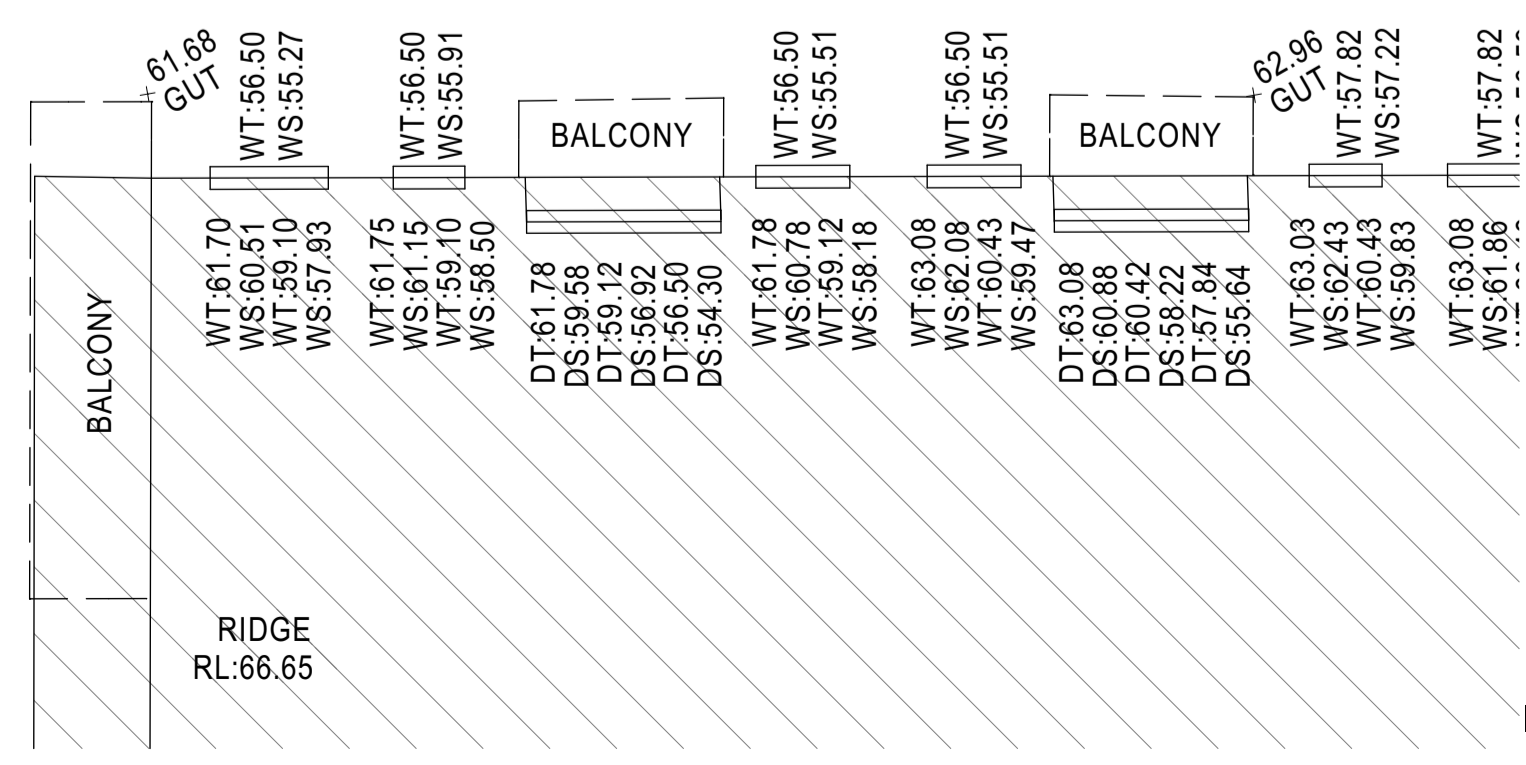 61.68
GUT
WT:56.50
WS:55.27
WT:56.50
WS:55.91
BALCONY
WT:56.50
WS:55.51
WT:56.50
WS:55.51
BALCONY
62.96
GUT
WT:57.82
WS:57.22
WT:57.82
WT:61.70
WS:60.51
WT:59.10
WS:57.93
WT:61.75
WS:61.15
WT:59.10
WS:58.50
DT:61.78
DS:59.58
DT:59.12
DS:56.92
DT:56.50
DS:54.30
WT:61.78
WS:60.78
WT:59.12
WS:58.18
WT:63.08
WS:62.08
WT:60.43
WS:59.47
DT:63.08
DS:60.88
DT:60.42
DS:58.22
DT:57.84
DS:55.64
WT:63.03
WS:62.43
WT:60.43
WS:59.83
WT:63.08
WS:61.86
BALCONY
RIDGE
RL:66.65